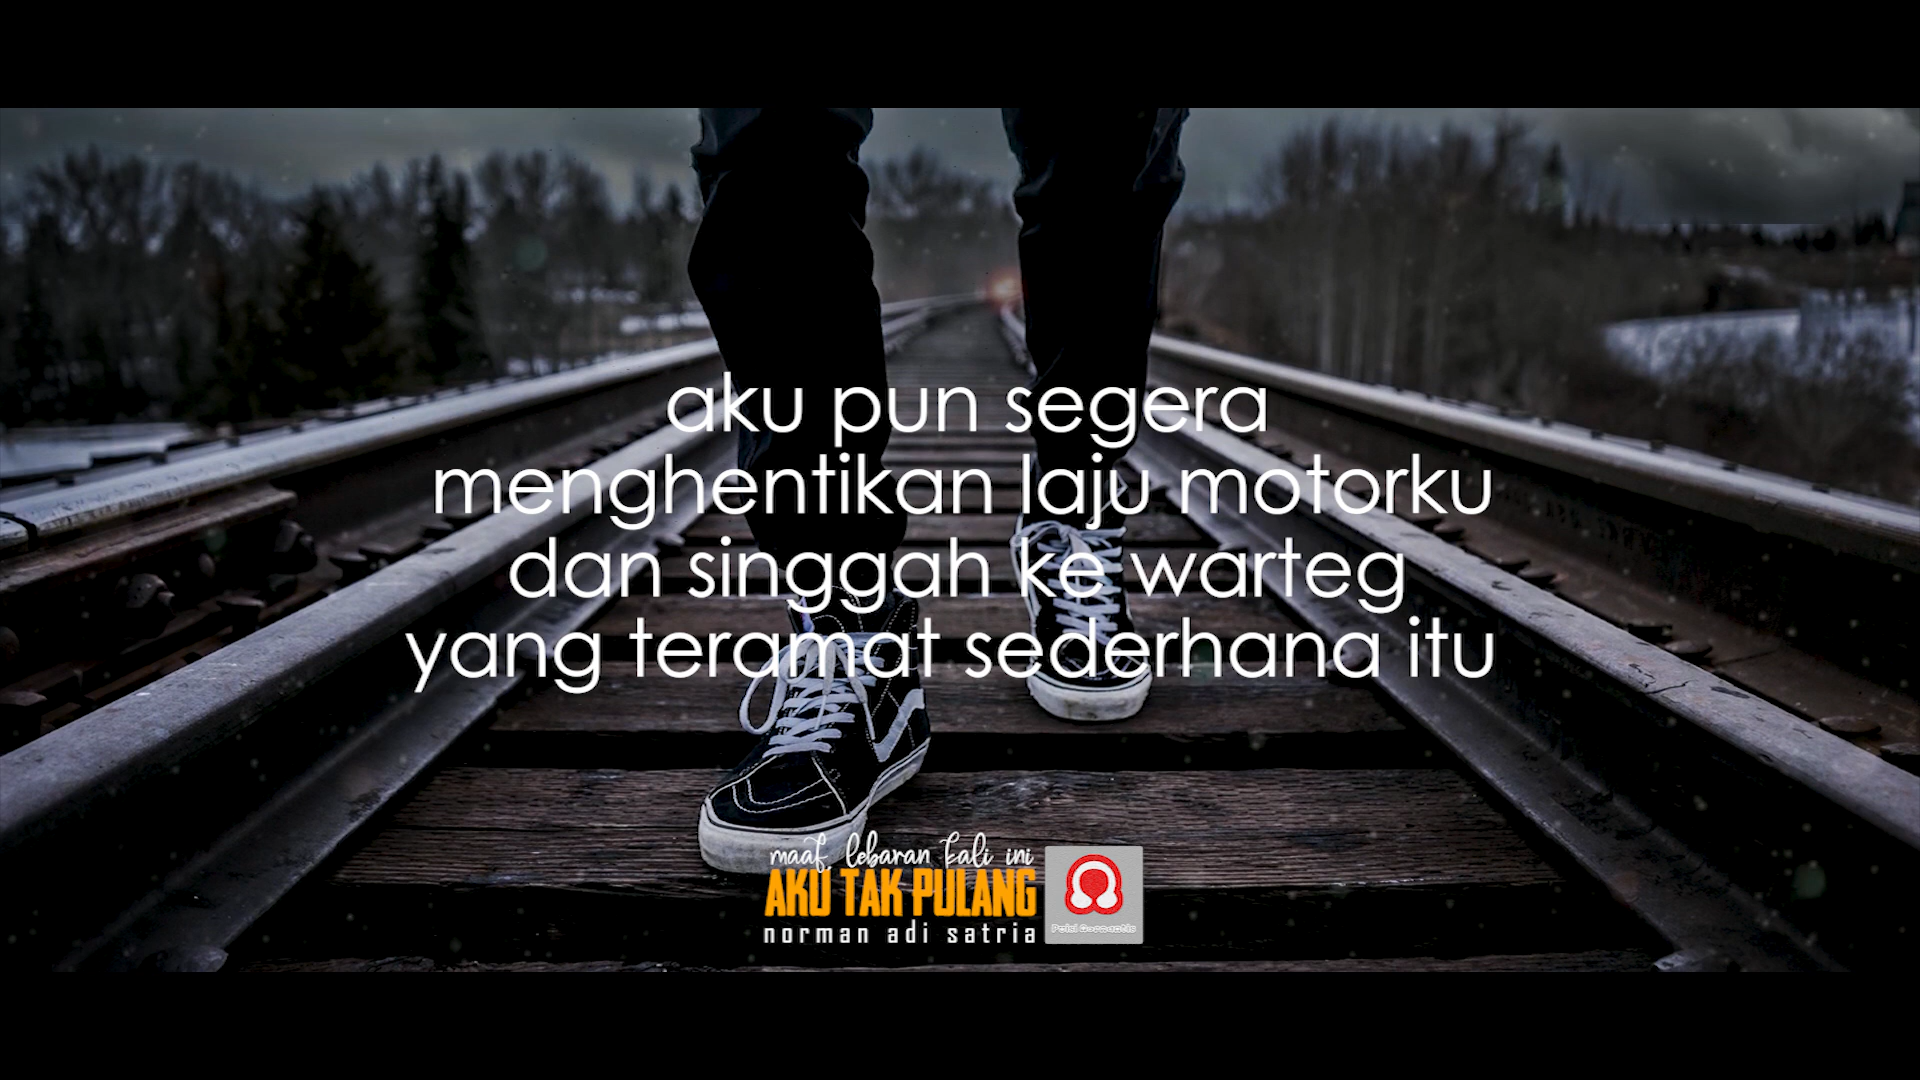 aku pun segera
menghentikan laju motorku
dan singgah ke warteg
yang teramat sederhana itu
maaf, lebaran kali ini
AKU TAK PULANG
norman adi satria